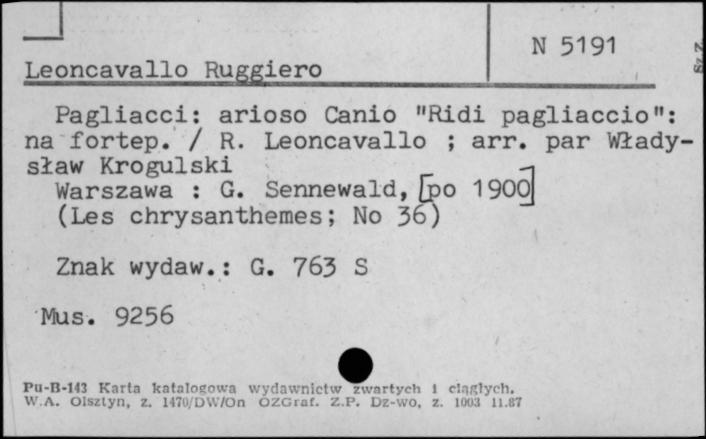 N 5191
Leoncavallo Ruggiero
Pagliacci: arioso Canio "Ridi pagliaccio":
na fortep. / R. Leoncavallo ; arr. par Włady-
sław Krogulski
Warszawa : G. Sennewald, [po 1900]
(Les chrysanthemes; No 36)
Znak wydaw.: G. 763 S
Mus. 9256
Pu-B-143 Karta katalogowa wydawnictw zwartych i ciągłych.
W.A. Olsztyn, z. 1470/DW/On OZGraf. Z.P. Dz-wo, z. 1003 11.87